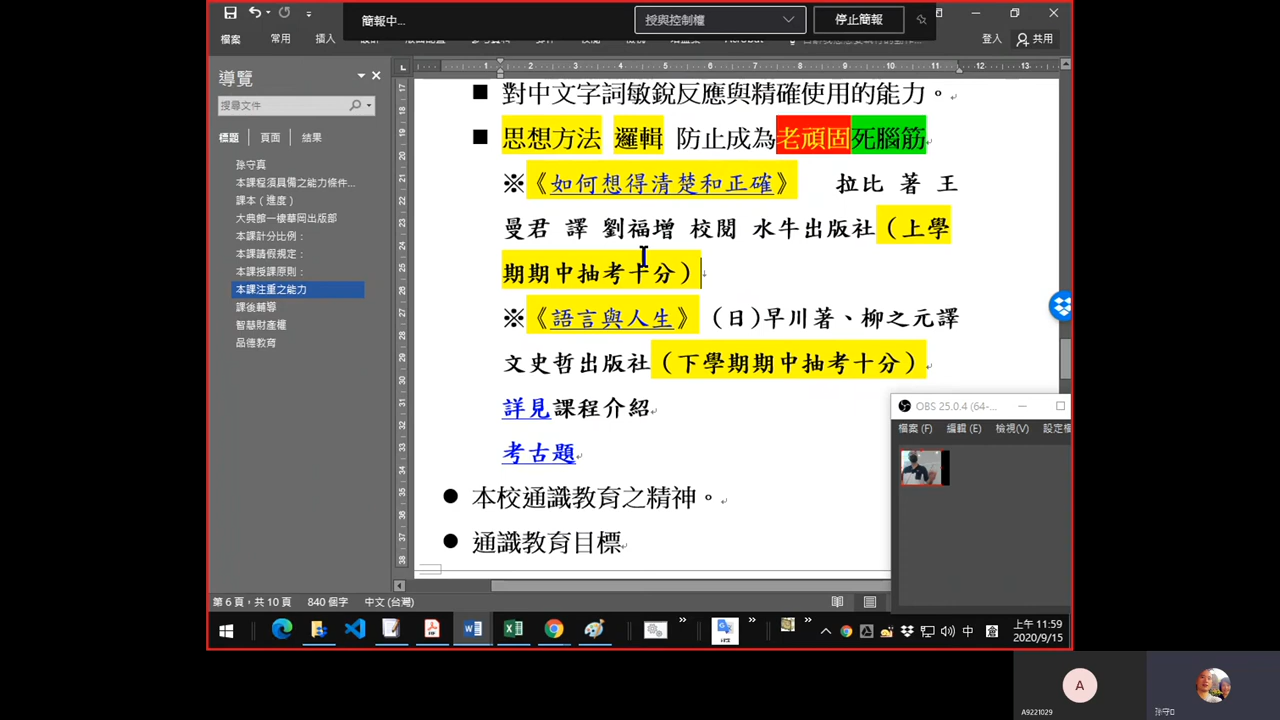 簡報中...
授與控制權
停止簡報
檔案
常用
插入
登入
共用
導覽
搜尋文件
標題 頁面 結果
孫守真
本課程須具備之能力條件...
課本（進度）
大典館一樓華岡出版部
本課計分比例：
本課請假規定：
本課授課原則：
本課注重之能力
課後輔導
智慧財產權
品德教育
■ 對中文字詞敏銳反應與精確使用的能力。
■ 思想方法 邏輯 防止成為老頑固死腦筋
※《如何想得清楚和正確》 拉比 著 王
曼君 譯 劉福增 校閱 水牛出版社（上學
期期中抽考十分）
※《語言與人生》（日)早川著、柳之元譯
文史哲出版社（下學期期中抽考十分）
詳見課程介紹
考古題
● 本校通識教育之精神。
● 通識教育目標
OBS 25.0.4 (64-...
檔案 (F) 編輯 (E) 檢視(V) 設定檔
第 6 頁，共 10 頁 840 個字 中文 (台灣)
中
上午 11:59
2020/9/15
A
A9221029